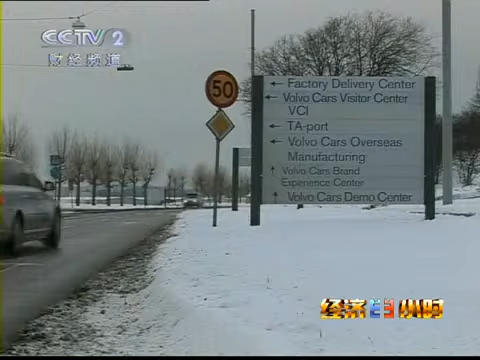 CCTV 2
财经频道
50
← Factory Delivery Center
← Volvo Cars Visitor Center
VCI
← TA-port
← Volvo Cars Overseas
Manufacturing
↑ Volvo Cars Brand
Experience Center
↑ Volvo Cars Demo Center
经济半小时